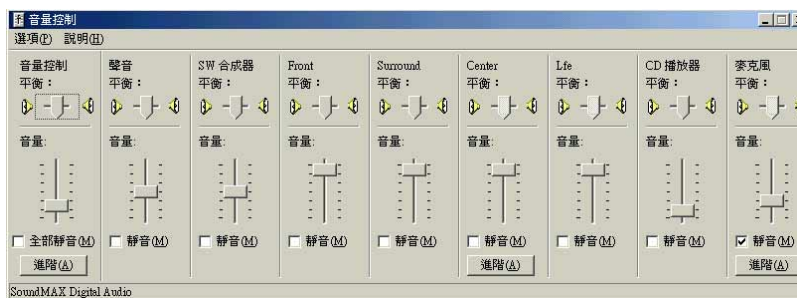 音量控制
選項(P) 說明(H)
音量控制 聲音 SW 合成器 Front Surround Center Lfe CD 播放器 麥克風
平衡： 平衡： 平衡： 平衡： 平衡： 平衡： 平衡： 平衡： 平衡：
音量: 音量: 音量: 音量: 音量: 音量: 音量: 音量: 音量:
全部靜音(M) 靜音(M) 靜音(M) 靜音(M) 靜音(M) 靜音(M) 靜音(M) 靜音(M) 靜音(M)
進階(A) 進階(A) 進階(A)
SoundMAX Digital Audio